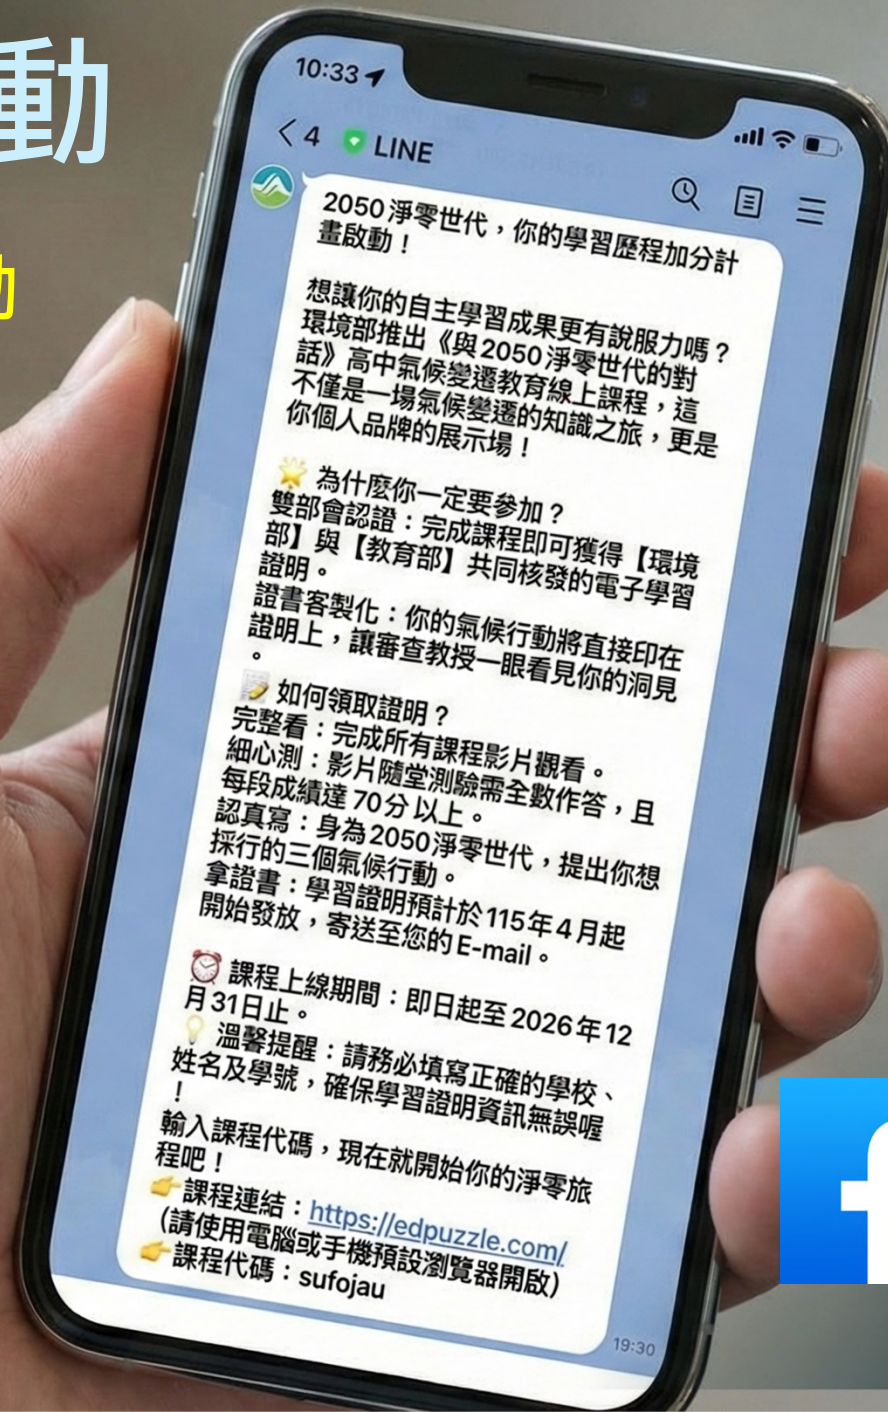 動
動
10:33
4 LINE
2050淨零世代，你的學習歷程加分計
畫啟動！
想讓你的自主學習成果更有說服力嗎？
環境部推出《與2050淨零世代的對
話》高中氣候變遷教育線上課程，這
不僅是一場氣候變遷的知識之旅，更是
你個人品牌的展示場！
🌟 為什麼你一定要參加？
雙部會認證：完成課程即可獲得【環境
部】與【教育部】共同核發的電子學習
證明。
證書客製化：你的氣候行動將直接印在
證明上，讓審查教授一眼看見你的洞見
。
📝 如何領取證明？
完整看：完成所有課程影片觀看。
細心測：影片隨堂測驗需全數作答，且
每段成績達 70分以上。
認真寫：身為2050淨零世代，提出你想
採行的三個氣候行動。
拿證書：學習證明預計於115年4月起
開始發放，寄送至您的E-mail。
⏰ 課程上線期間：即日起至2026年12
月31日止。
💡 溫馨提醒：請務必填寫正確的學校、
姓名及學號，確保學習證明資訊無誤喔
！
輸入課程代碼，現在就開始你的淨零旅
程吧！
👉課程連結：https://edpuzzle.com/
（請使用電腦或手機預設瀏覽器開啟）
👉課程代碼：sufojau
19:30
f